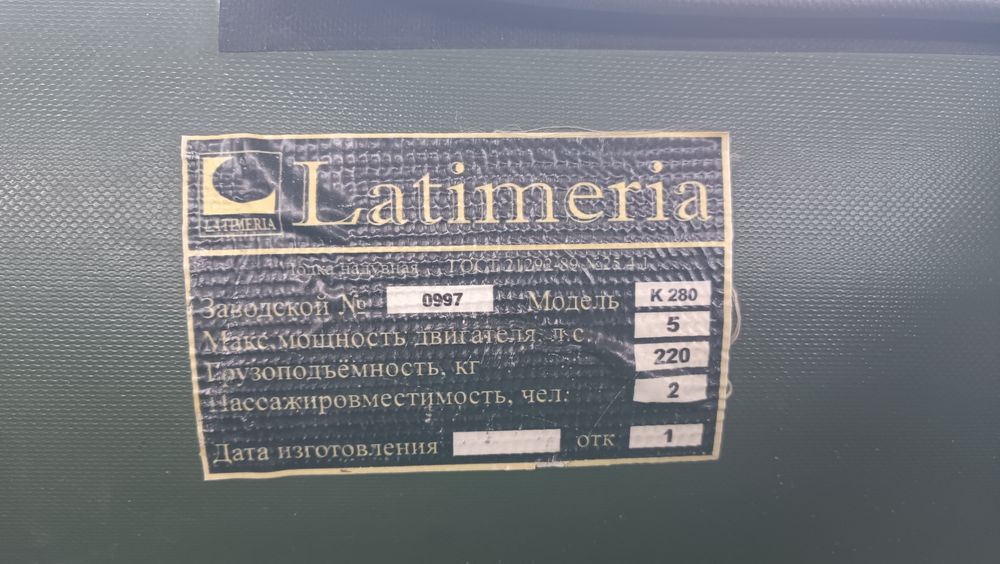 Latimeria
LATIMERIA
Лодка надувная ГОСТ 21292-89
Заводской № 0997 Модель К 280
Макс. мощность двигателя, л.с. 5
Грузоподъёмность, кг 220
Пассажировместимость, чел: 2
Дата изготовления отк 1